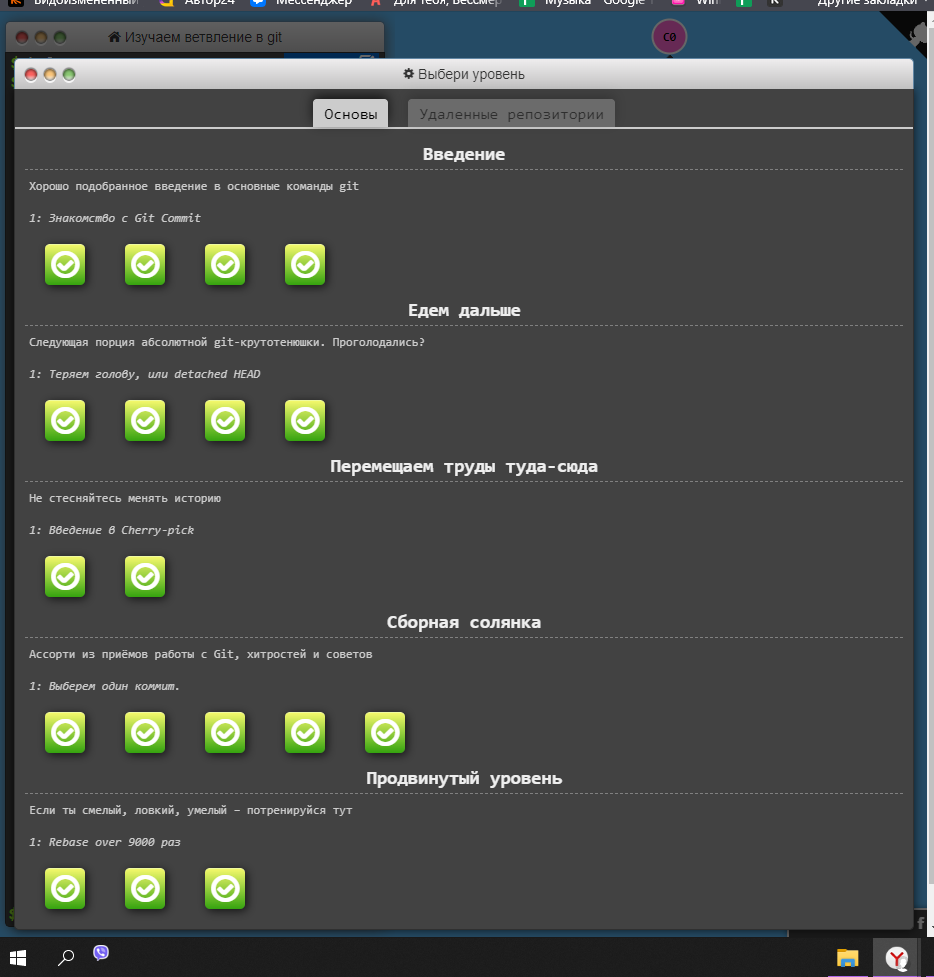 Видоизменённый
Автор24
Мессенджер
Для тебя, Бессмер
Музыка
Google
Win
Другие закладки
Изучаем ветвление в git
C0
Выбери уровень
Основы
Удаленные репозитории
Введение
Хорошо подобранное введение в основные команды git
1: Знакомство с Git Commit
Едем дальше
Следующая порция абсолютной git-крутотенюшки. Проголодались?
1: Теряем голову, или detached HEAD
Перемещаем труды туда-сюда
Не стесняйтесь менять историю
1: Введение в Cherry-pick
Сборная солянка
Ассорти из приёмов работы с Git, хитростей и советов
1: Выберем один коммит.
Продвинутый уровень
Если ты смелый, ловкий, умелый – потренируйся тут
1: Rebase over 9000 раз